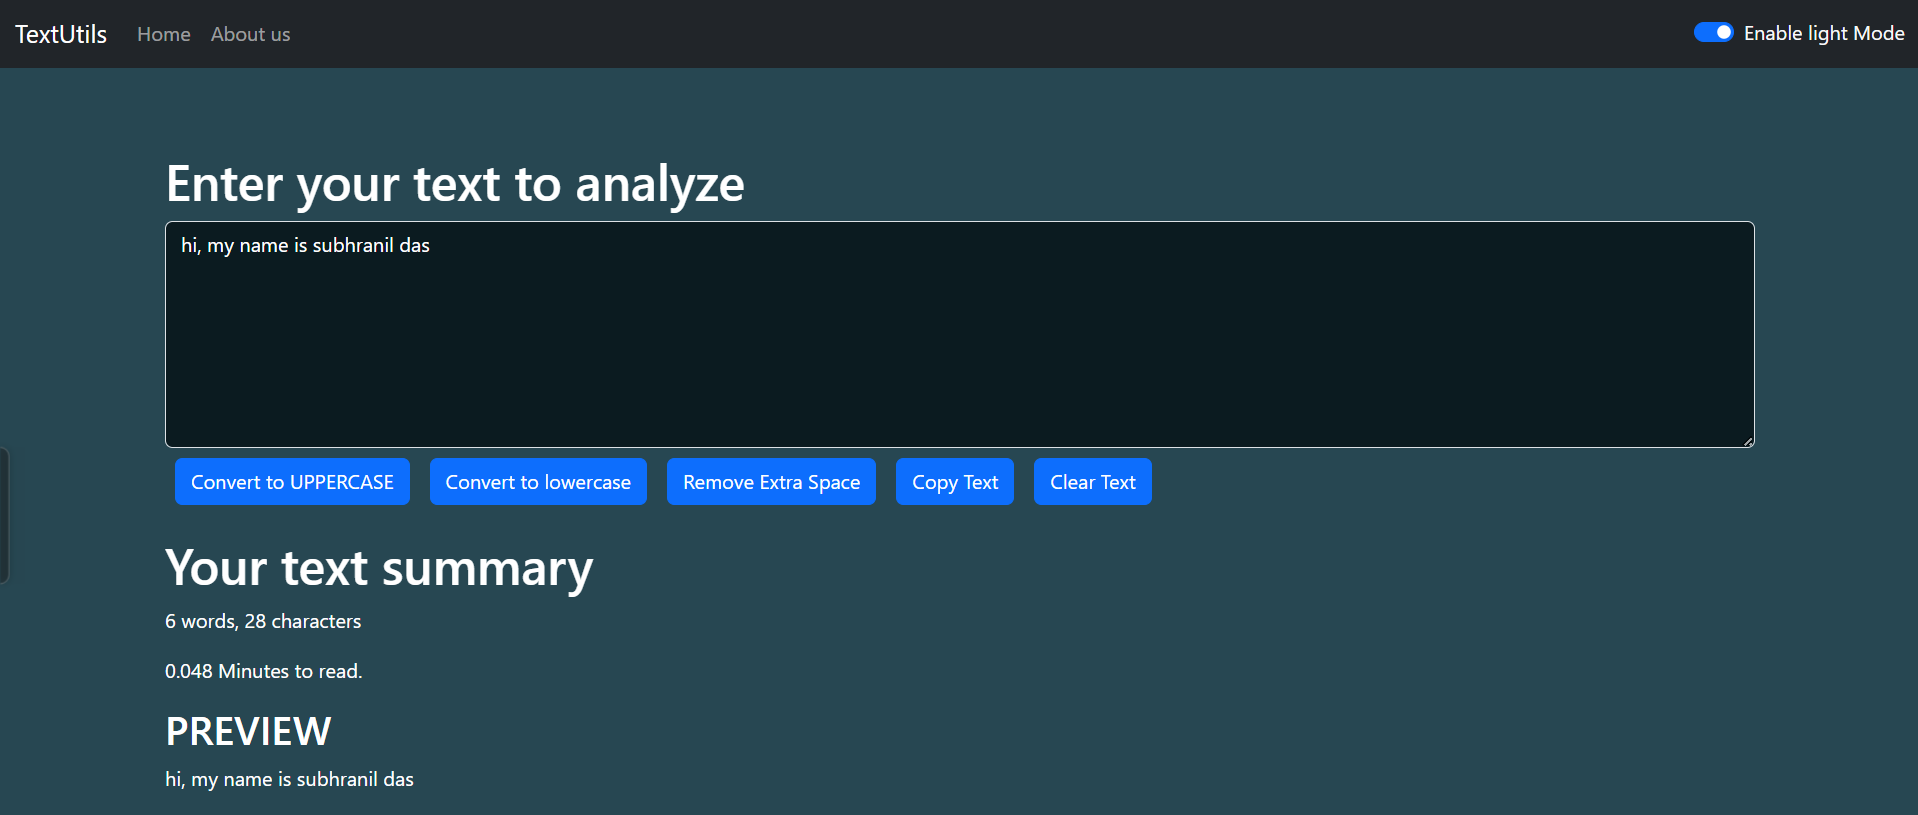 TextUtils Home About us Enable light Mode
Enter your text to analyze
hi, my name is subhranil das
Convert to UPPERCASE Convert to lowercase Remove Extra Space Copy Text Clear Text
Your text summary
6 words, 28 characters
0.048 Minutes to read.
PREVIEW
hi, my name is subhranil das